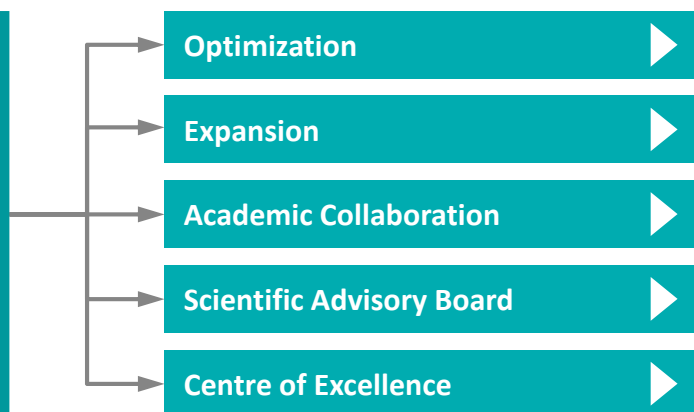 Optimization
Expansion
Academic Collaboration
Scientific Advisory Board
Centre of Excellence